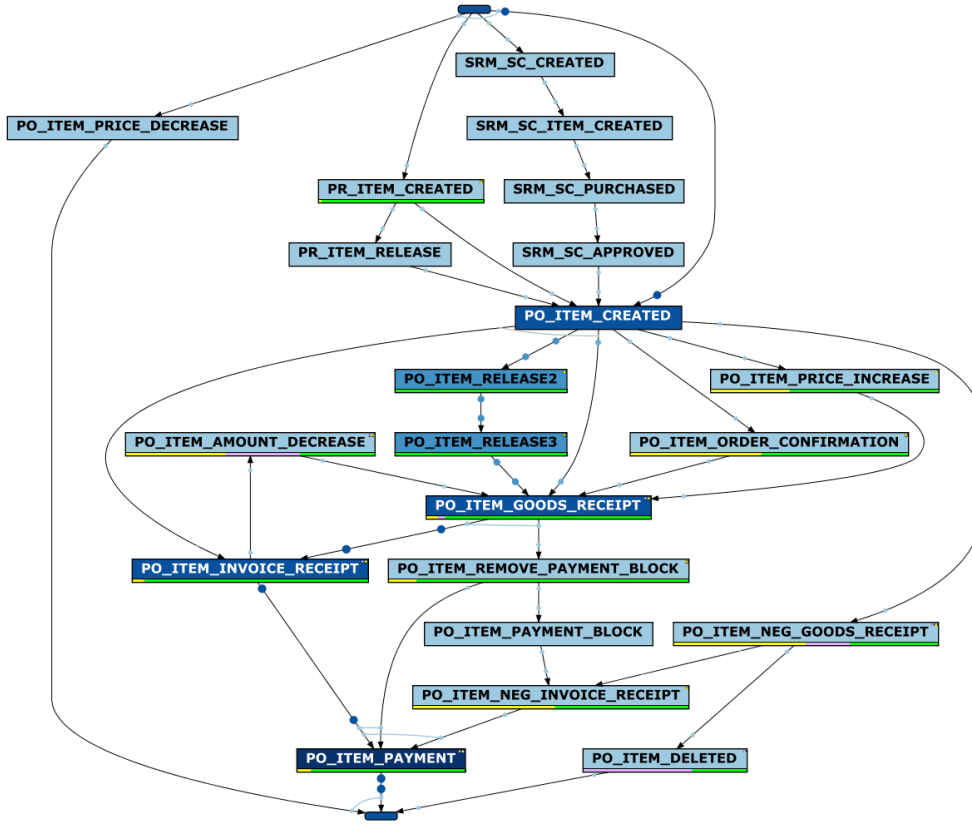 SRM_SC_CREATED
PO_ITEM_PRICE_DECREASE
SRM_SC_ITEM_CREATED
PR_ITEM_CREATED
SRM_SC_PURCHASED
PR_ITEM_RELEASE
SRM_SC_APPROVED
PO_ITEM_CREATED
PO_ITEM_RELEASE2
PO_ITEM_PRICE_INCREASE
PO_ITEM_AMOUNT_DECREASE
PO_ITEM_RELEASE3
PO_ITEM_ORDER_CONFIRMATION
PO_ITEM_GOODS_RECEIPT
PO_ITEM_INVOICE_RECEIPT
PO_ITEM_REMOVE_PAYMENT_BLOCK
PO_ITEM_PAYMENT_BLOCK
PO_ITEM_NEG_GOODS_RECEIPT
PO_ITEM_NEG_INVOICE_RECEIPT
PO_ITEM_PAYMENT
PO_ITEM_DELETED